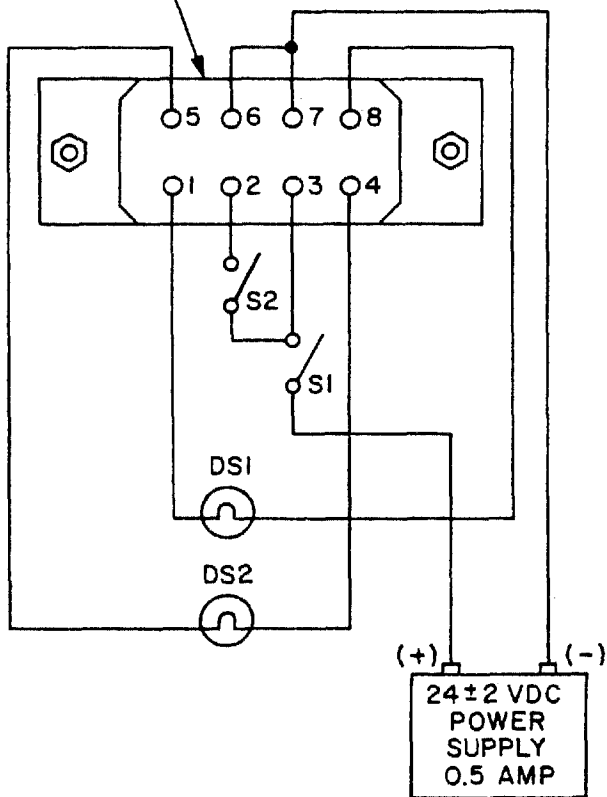 5 6 7 8
1 2 3 4
S2
S1
DS1
DS2
(+) (-)
24±2 VDC
POWER
SUPPLY
0.5 AMP